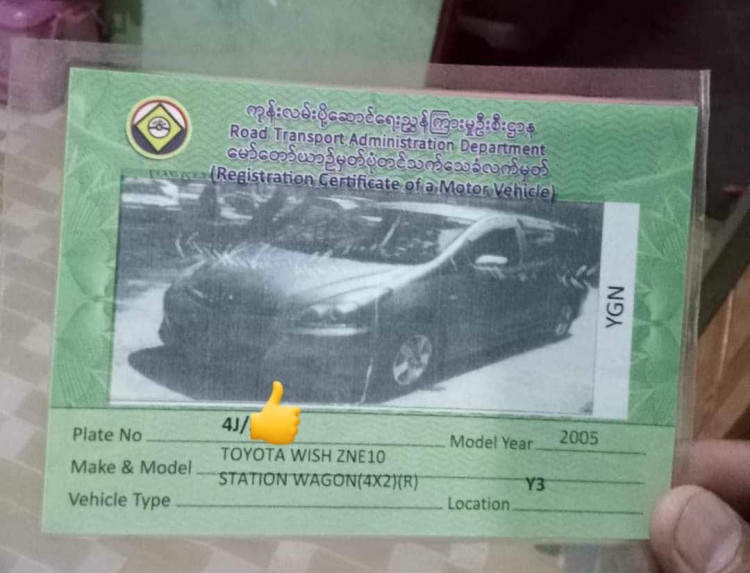 ကုန်းလမ်းပို့ဆောင်ရေးညွှန်ကြားမှုဦးစီးဌာန
Road Transport Administration Department
မော်တော်ယာဉ်မှတ်ပုံတင်သက်သေခံလက်မှတ်
(Registration Certificate of a Motor Vehicle)
YGN
Plate No 4J/ Model Year 2005
Make & Model TOYOTA WISH ZNE10
Vehicle Type STATION WAGON(4X2)(R) Location Y3